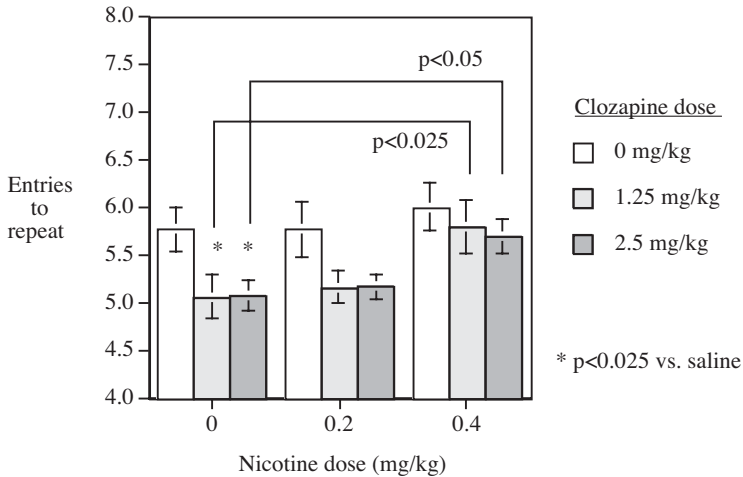 8.0
7.5
p<0.05
7.0
p<0.025
6.5
Entries
to
repeat
6.0
5.5
* *
5.0
4.5
4.0
0 0.2 0.4
Nicotine dose (mg/kg)
Clozapine dose
0 mg/kg
1.25 mg/kg
2.5 mg/kg
* p<0.025 vs. saline